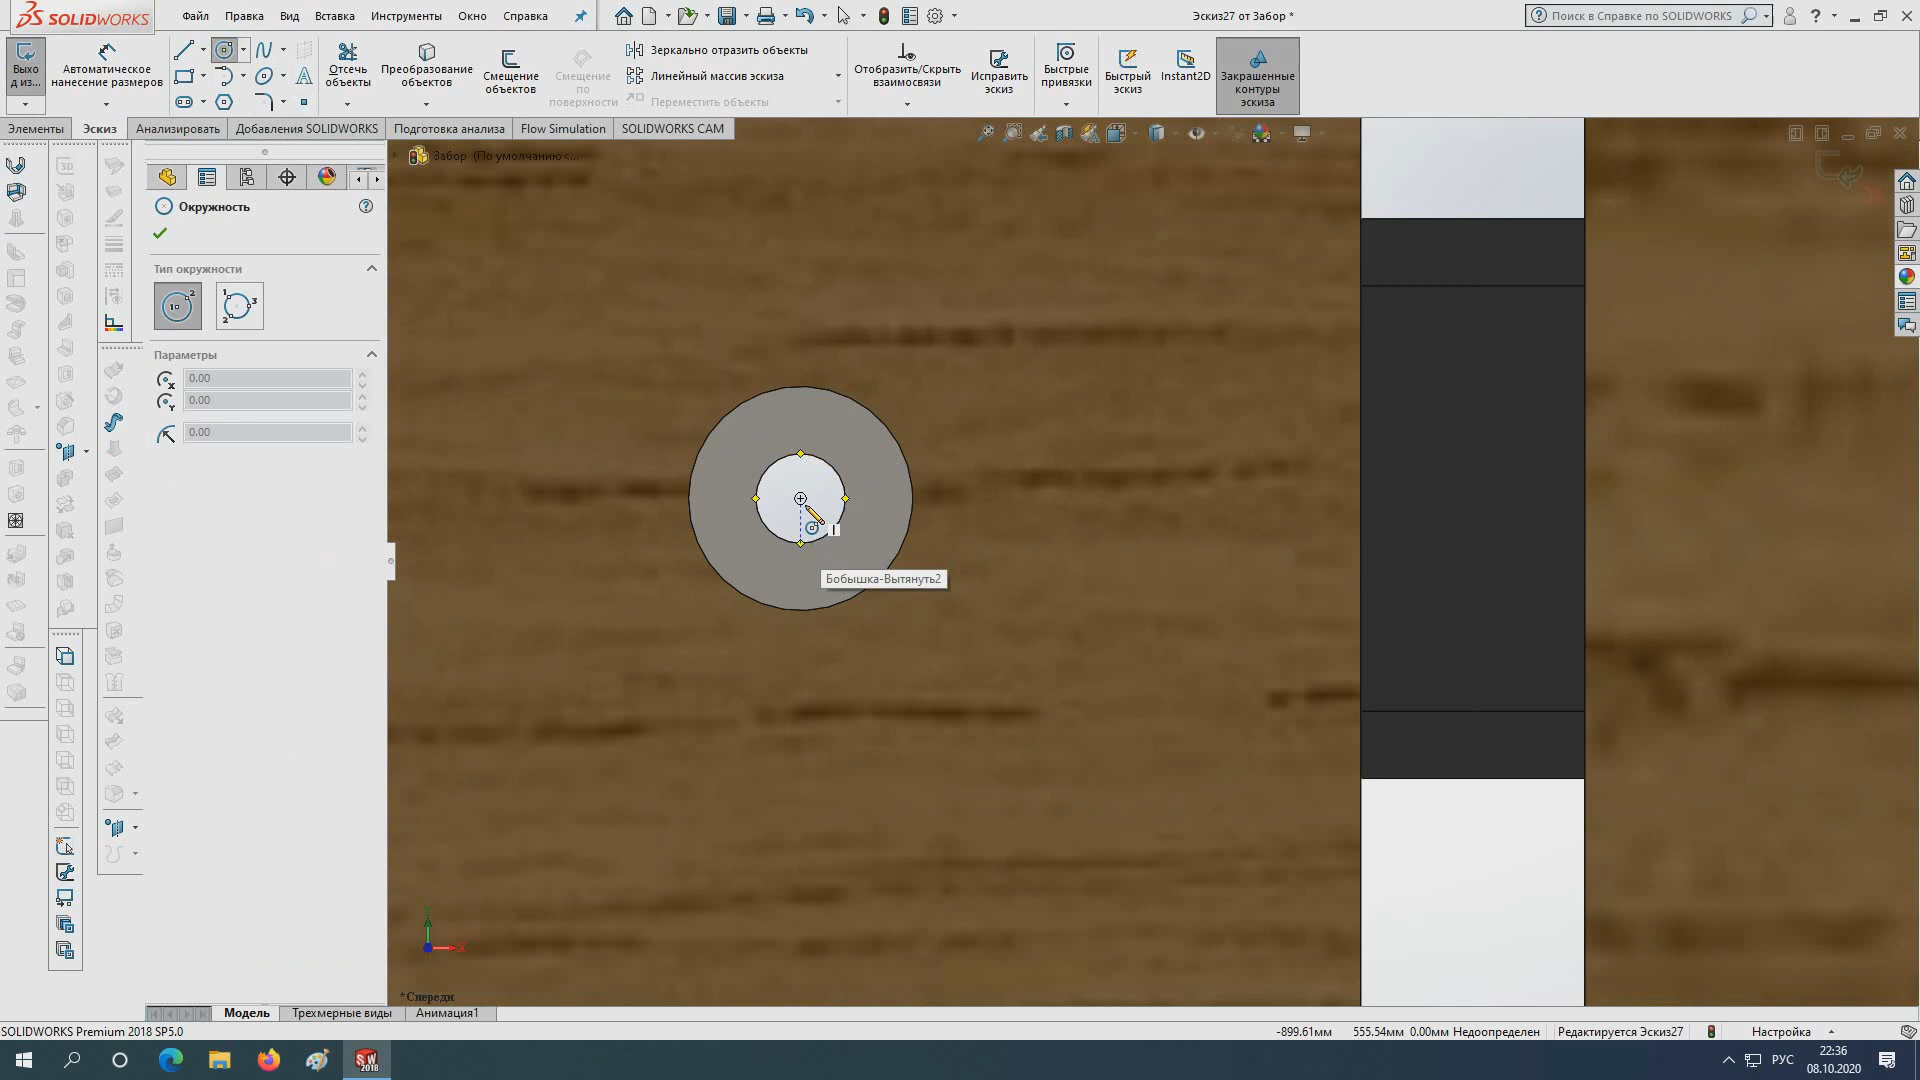 SOLIDWORKS
Файл
Правка
Вид
Вставка
Инструменты
Окно
Справка
Эскиз27 от Забор *
Поиск в Справке по SOLIDWORKS
Выхо
д из...
Автоматическое
нанесение размеров
Отсечь
объекты
Преобразование
объектов
Смещение
объектов
Смещение
по
поверхности
Зеркально отразить объекты
Линейный массив эскиза
Переместить объекты
Отобразить/Скрыть
взаимосвязи
Исправить
эскиз
Быстрые
привязки
Быстрый
эскиз
Instant2D
Закрашенные
контуры
эскиза
Элементы
Эскиз
Анализировать
Добавления SOLIDWORKS
Подготовка анализа
Flow Simulation
SOLIDWORKS CAM
Забор (По умолчанию<...
Окружность
Тип окружности
Параметры
0.00
0.00
0.00
Бобышка-Вытянуть2
X
*Спереди
Модель
Трехмерные виды
Анимация1
SOLIDWORKS Premium 2018 SP5.0
-899.61мм
555.54мм
0.00мм
Недоопределен
Редактируется Эскиз27
Настройка
РУС
22:36
08.10.2020